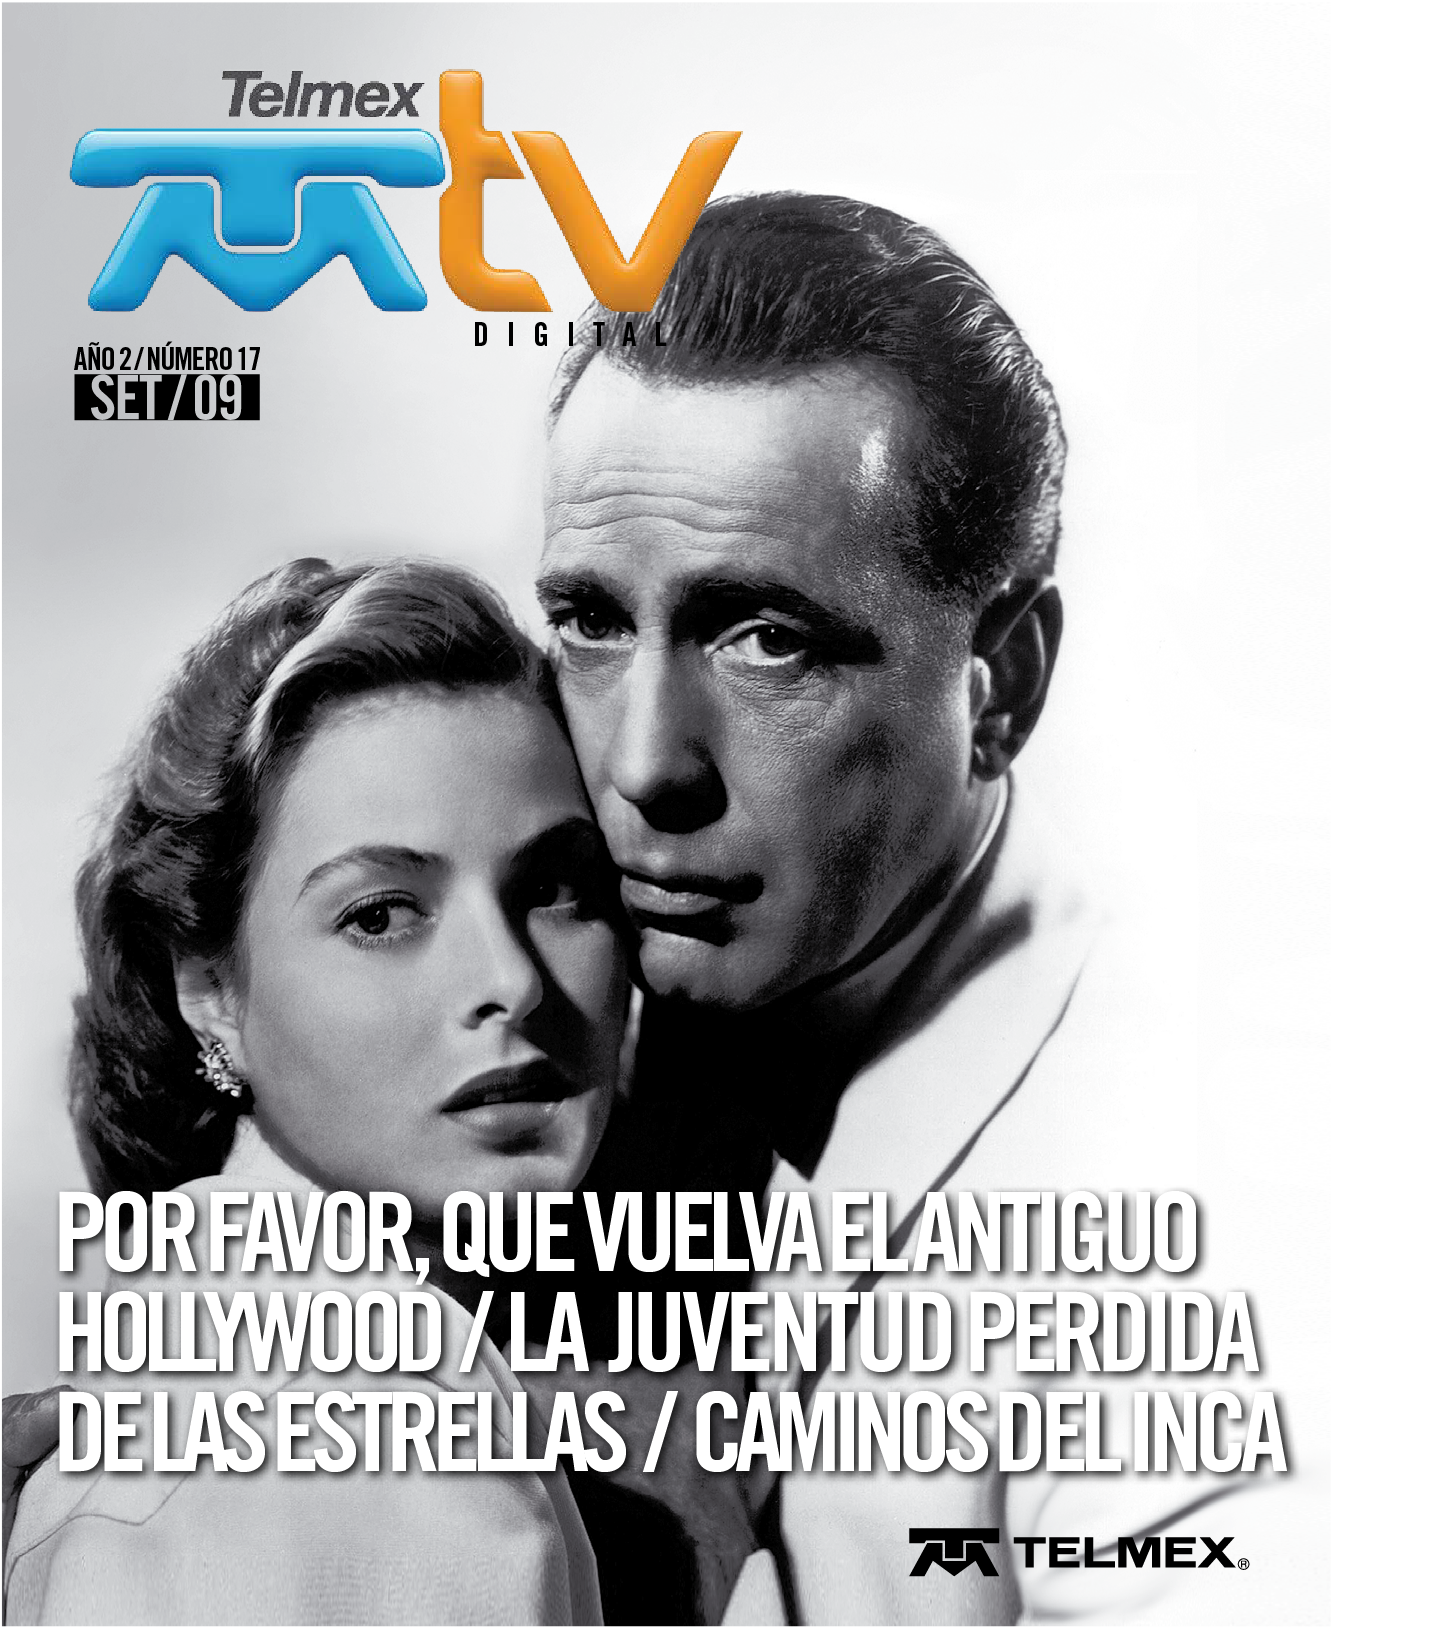 Telmex
tv
DIGITAL
AÑO 2 / NÚMERO 17
SET / 09
POR FAVOR, QUE VUELVA EL ANTIGUO
HOLLYWOOD / LA JUVENTUD PERDIDA
DE LAS ESTRELLAS / CAMINOS DEL INCA
TELMEX®